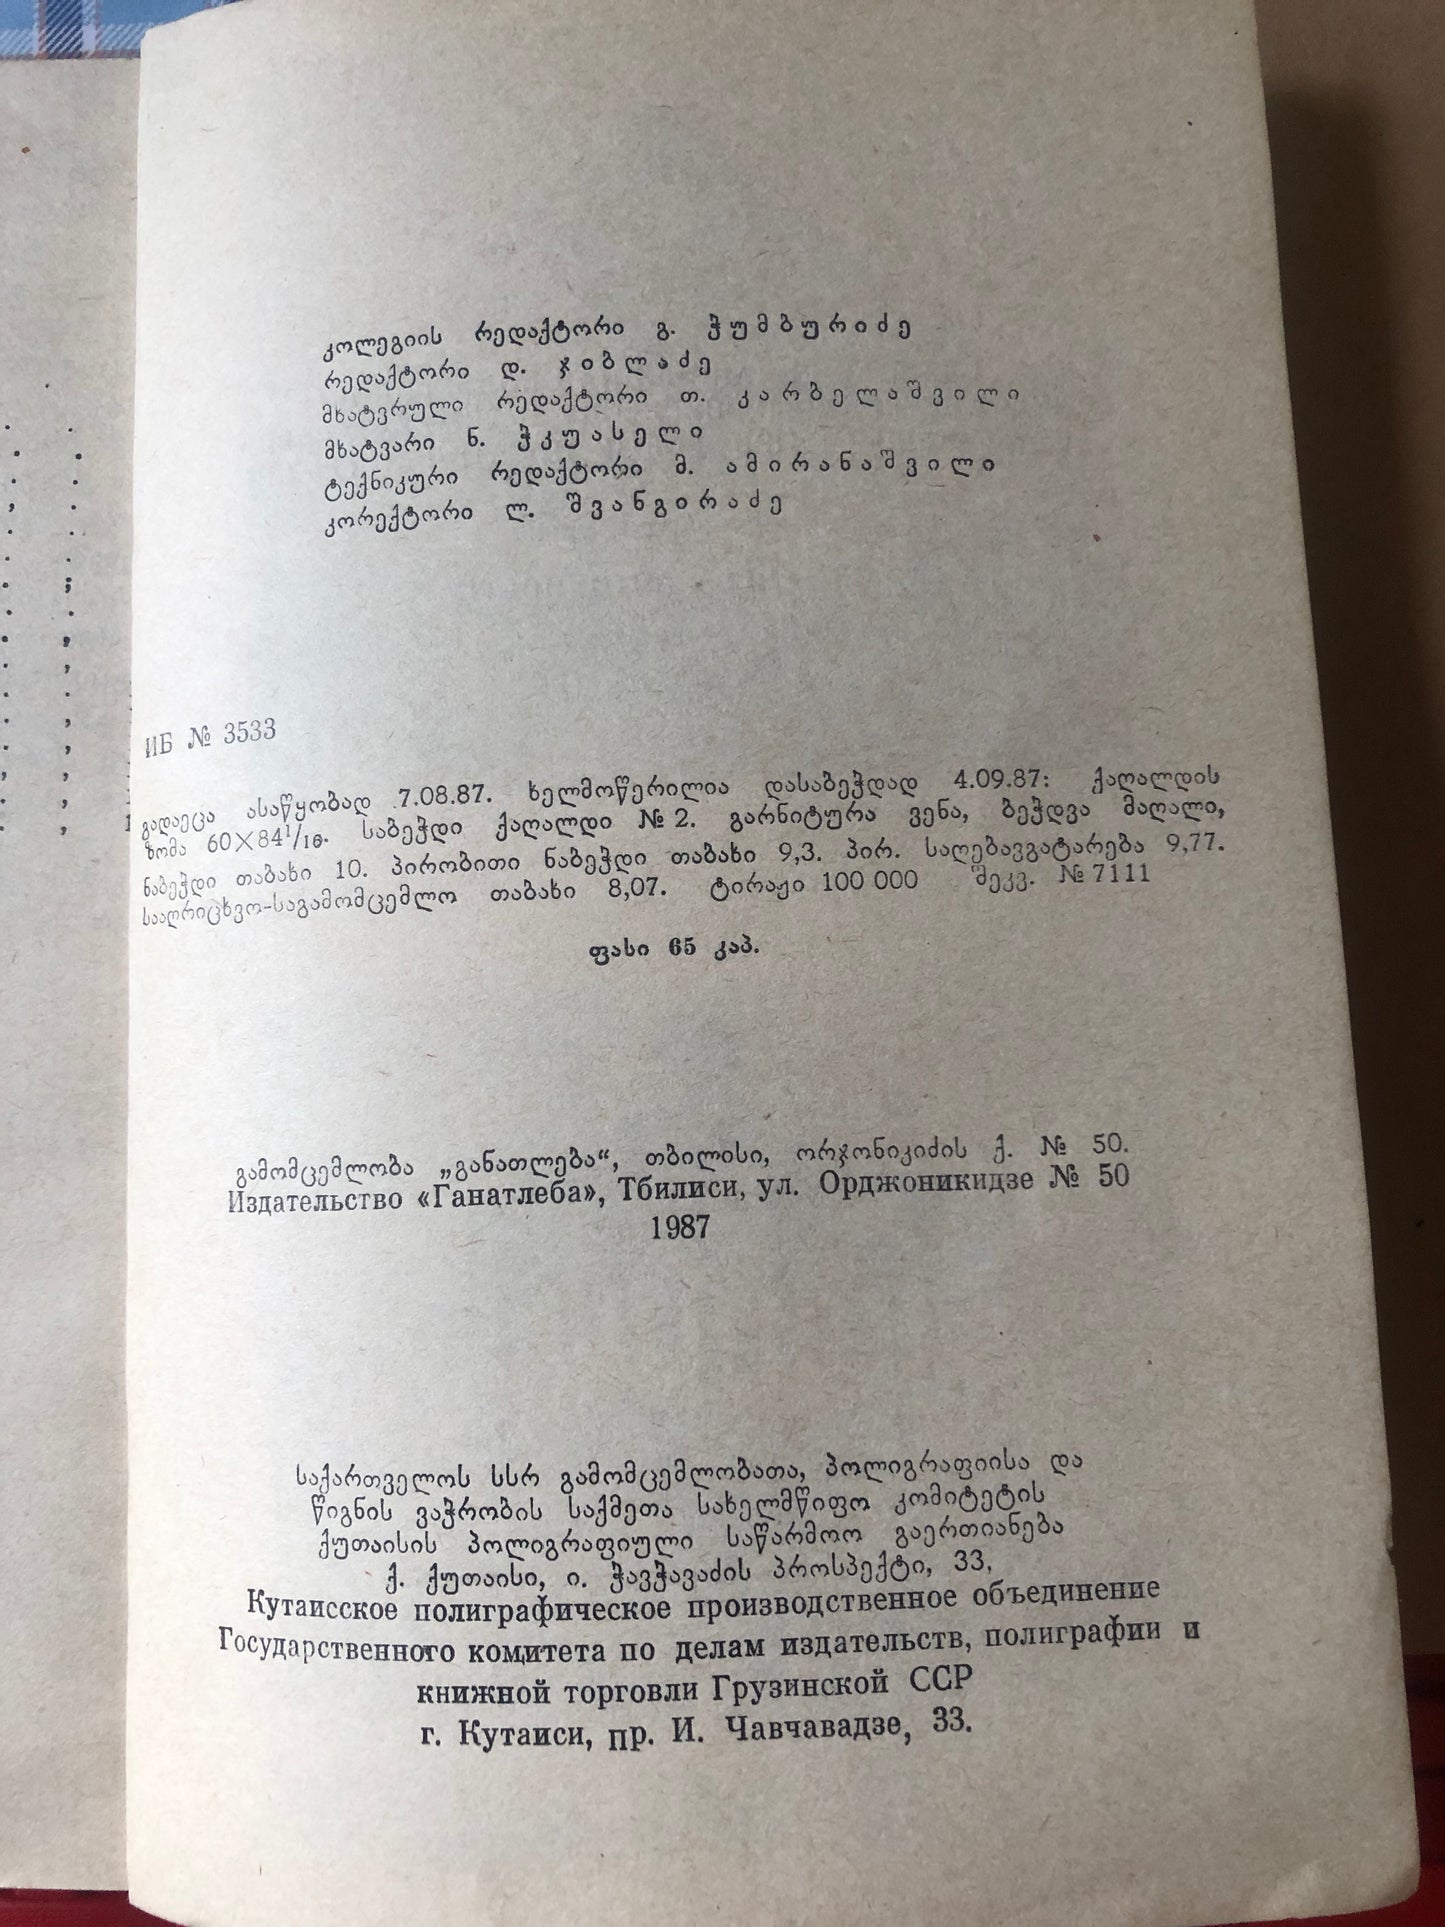 კოლეგიის რედაქტორი გ. ჭუმბურიძე
რედაქტორი დ. ჯიბლაძე
მხატვრული რედაქტორი თ. კარბელაშვილი
მხატვარი ნ. ჭკუასელი
ტექნიკური რედაქტორი მ. ამირანაშვილი
კორექტორი ლ. შვანგირაძე
ИБ № 3533
გადაეცა ასაწყობად 7.08.87. ხელმოწერილია დასაბეჭდად 4.09.87: ქაღალდის
ზომა 60×84¹/₁₆. საბეჭდი ქაღალდი № 2. გარნიტურა ვენა, ბეჭდვა მაღალი,
ნაბეჭდი თაბახი 10. პირობითი ნაბეჭდი თაბახი 9,3. პირ. საღებავგატარება 9,77.
სააღრიცხვო-საგამომცემლო თაბახი 8,07. ტირაჟი 100 000 შეკვ. № 7111
ფასი 65 კაპ.
გამომცემლობა „განათლება“, თბილისი, ორჯონიკიძის ქ. № 50.
Издательство «Ганатлеба», Тбилиси, ул. Орджоникидзе № 50
1987
საქართველოს სსრ გამომცემლობათა, პოლიგრაფიისა და
წიგნის ვაჭრობის საქმეთა სახელმწიფო კომიტეტის
ქუთაისის პოლიგრაფიული საწარმოო გაერთიანება
ქ. ქუთაისი, ი. ჭავჭავაძის პროსპექტი, 33,
Кутаисское полиграфическое производственное объединение
Государственного комитета по делам издательств, полиграфии и
книжной торговли Грузинской ССР
г. Кутаиси, пр. И. Чавчавадзе, 33.